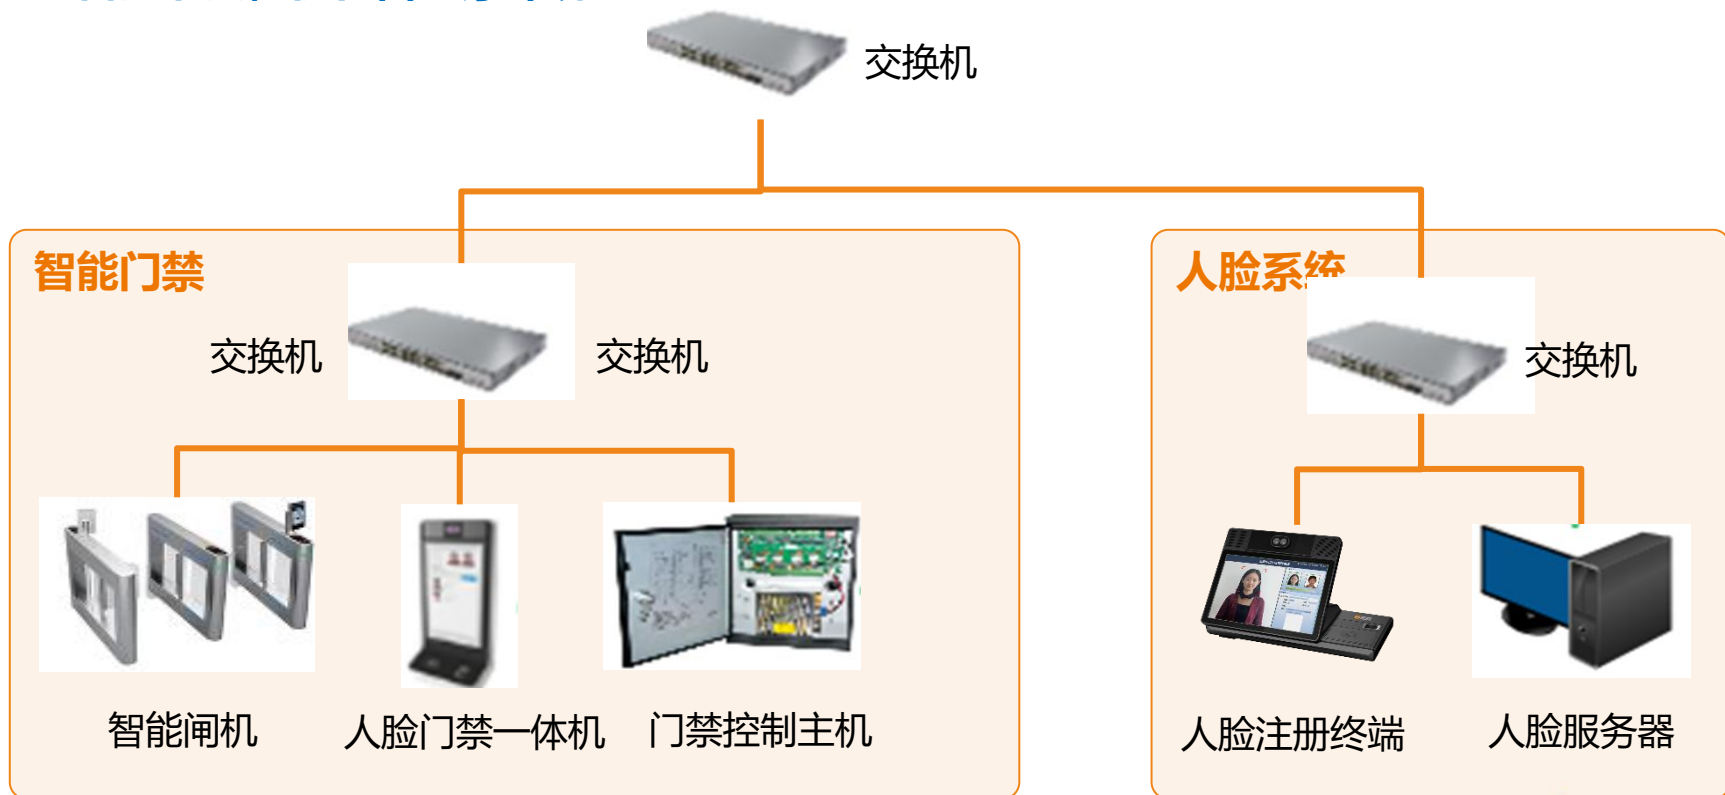 交换机
智能门禁
人脸系统
交换机
交换机
交换机
智能闸机
人脸门禁一体机
门禁控制主机
人脸注册终端
人脸服务器